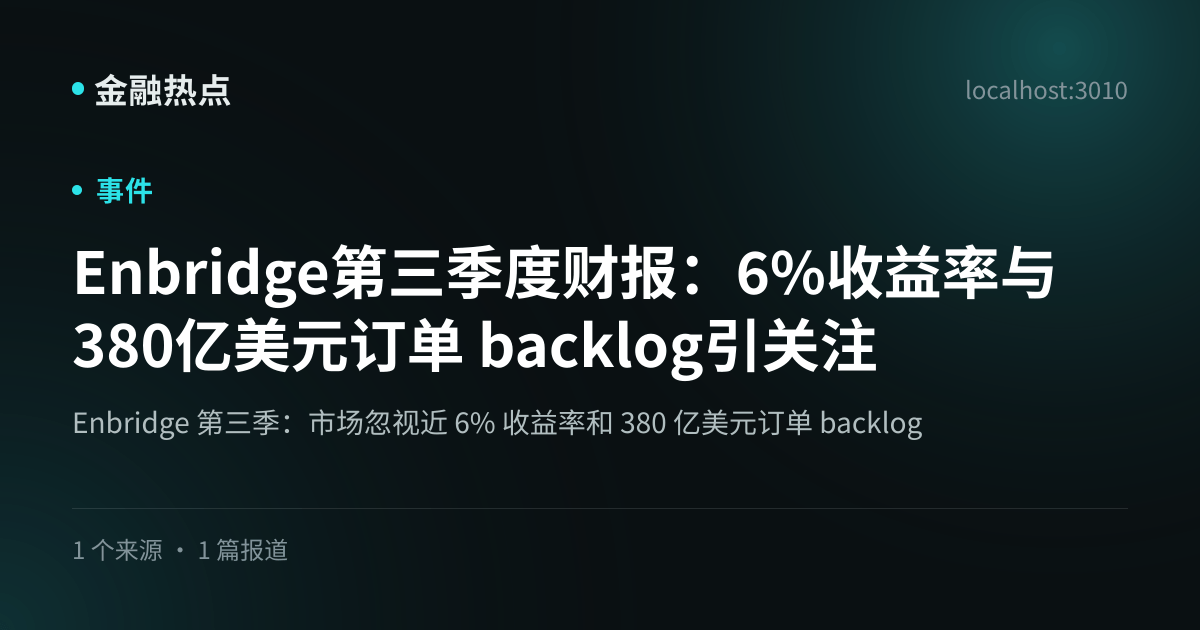 金融热点
localhost:3010
事件
Enbridge第三季度财报：6%收益率与
380亿美元订单 backlog引关注
Enbridge 第三季：市场忽视近 6% 收益率和 380 亿美元订单 backlog
1 个来源 · 1 篇报道